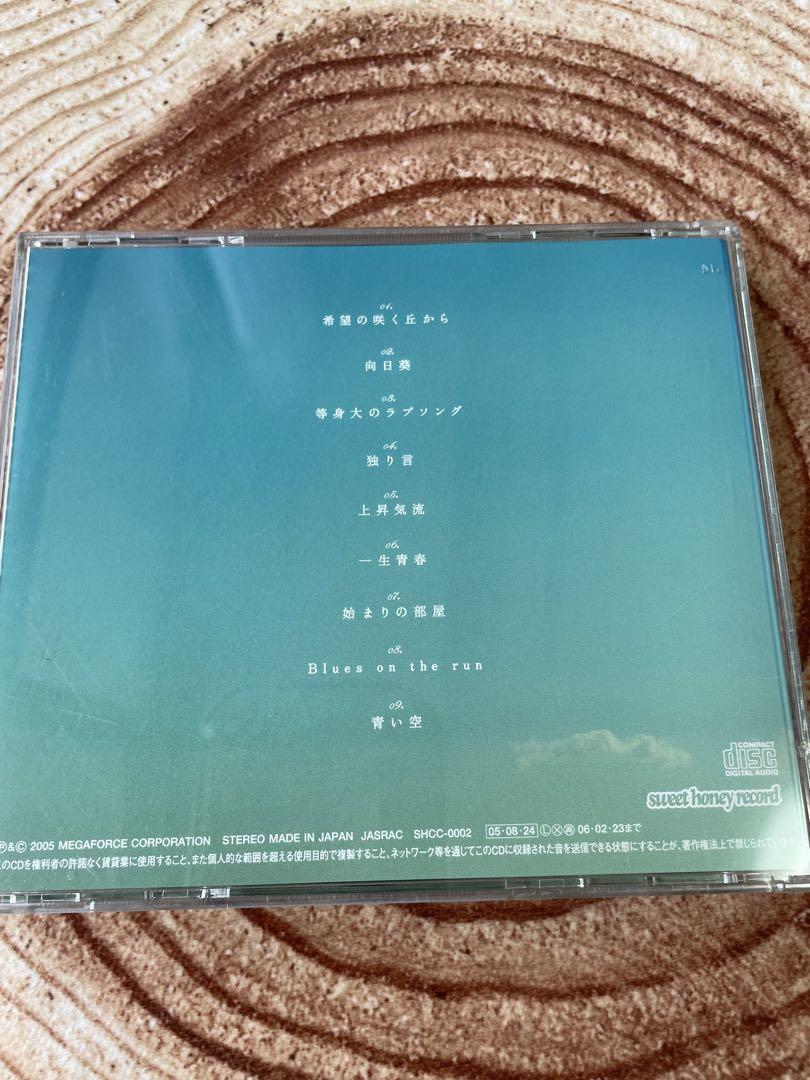 M.
01.
希望の咲く丘から
02.
向日葵
03.
等身大のラブソング
04.
独り言
05.
上昇気流
06.
一生青春
07.
始まりの部屋
08.
Blues on the run
09.
青い空
COMPACT
disc
DIGITAL AUDIO
sweet honey record
Ⓟ&© 2005 MEGAFORCE CORPORATION STEREO MADE IN JAPAN JASRAC SHCC-0002 05·08·24 Ⓛ Ⓧ 06·02·23まで
このCDを権利者の許諾なく賃貸業に使用すること、また個人的な範囲を超える使用目的で複製すること、ネットワーク等を通じてこのCDに収録された音を送信できる状態にすることが、著作権法上で禁じられています